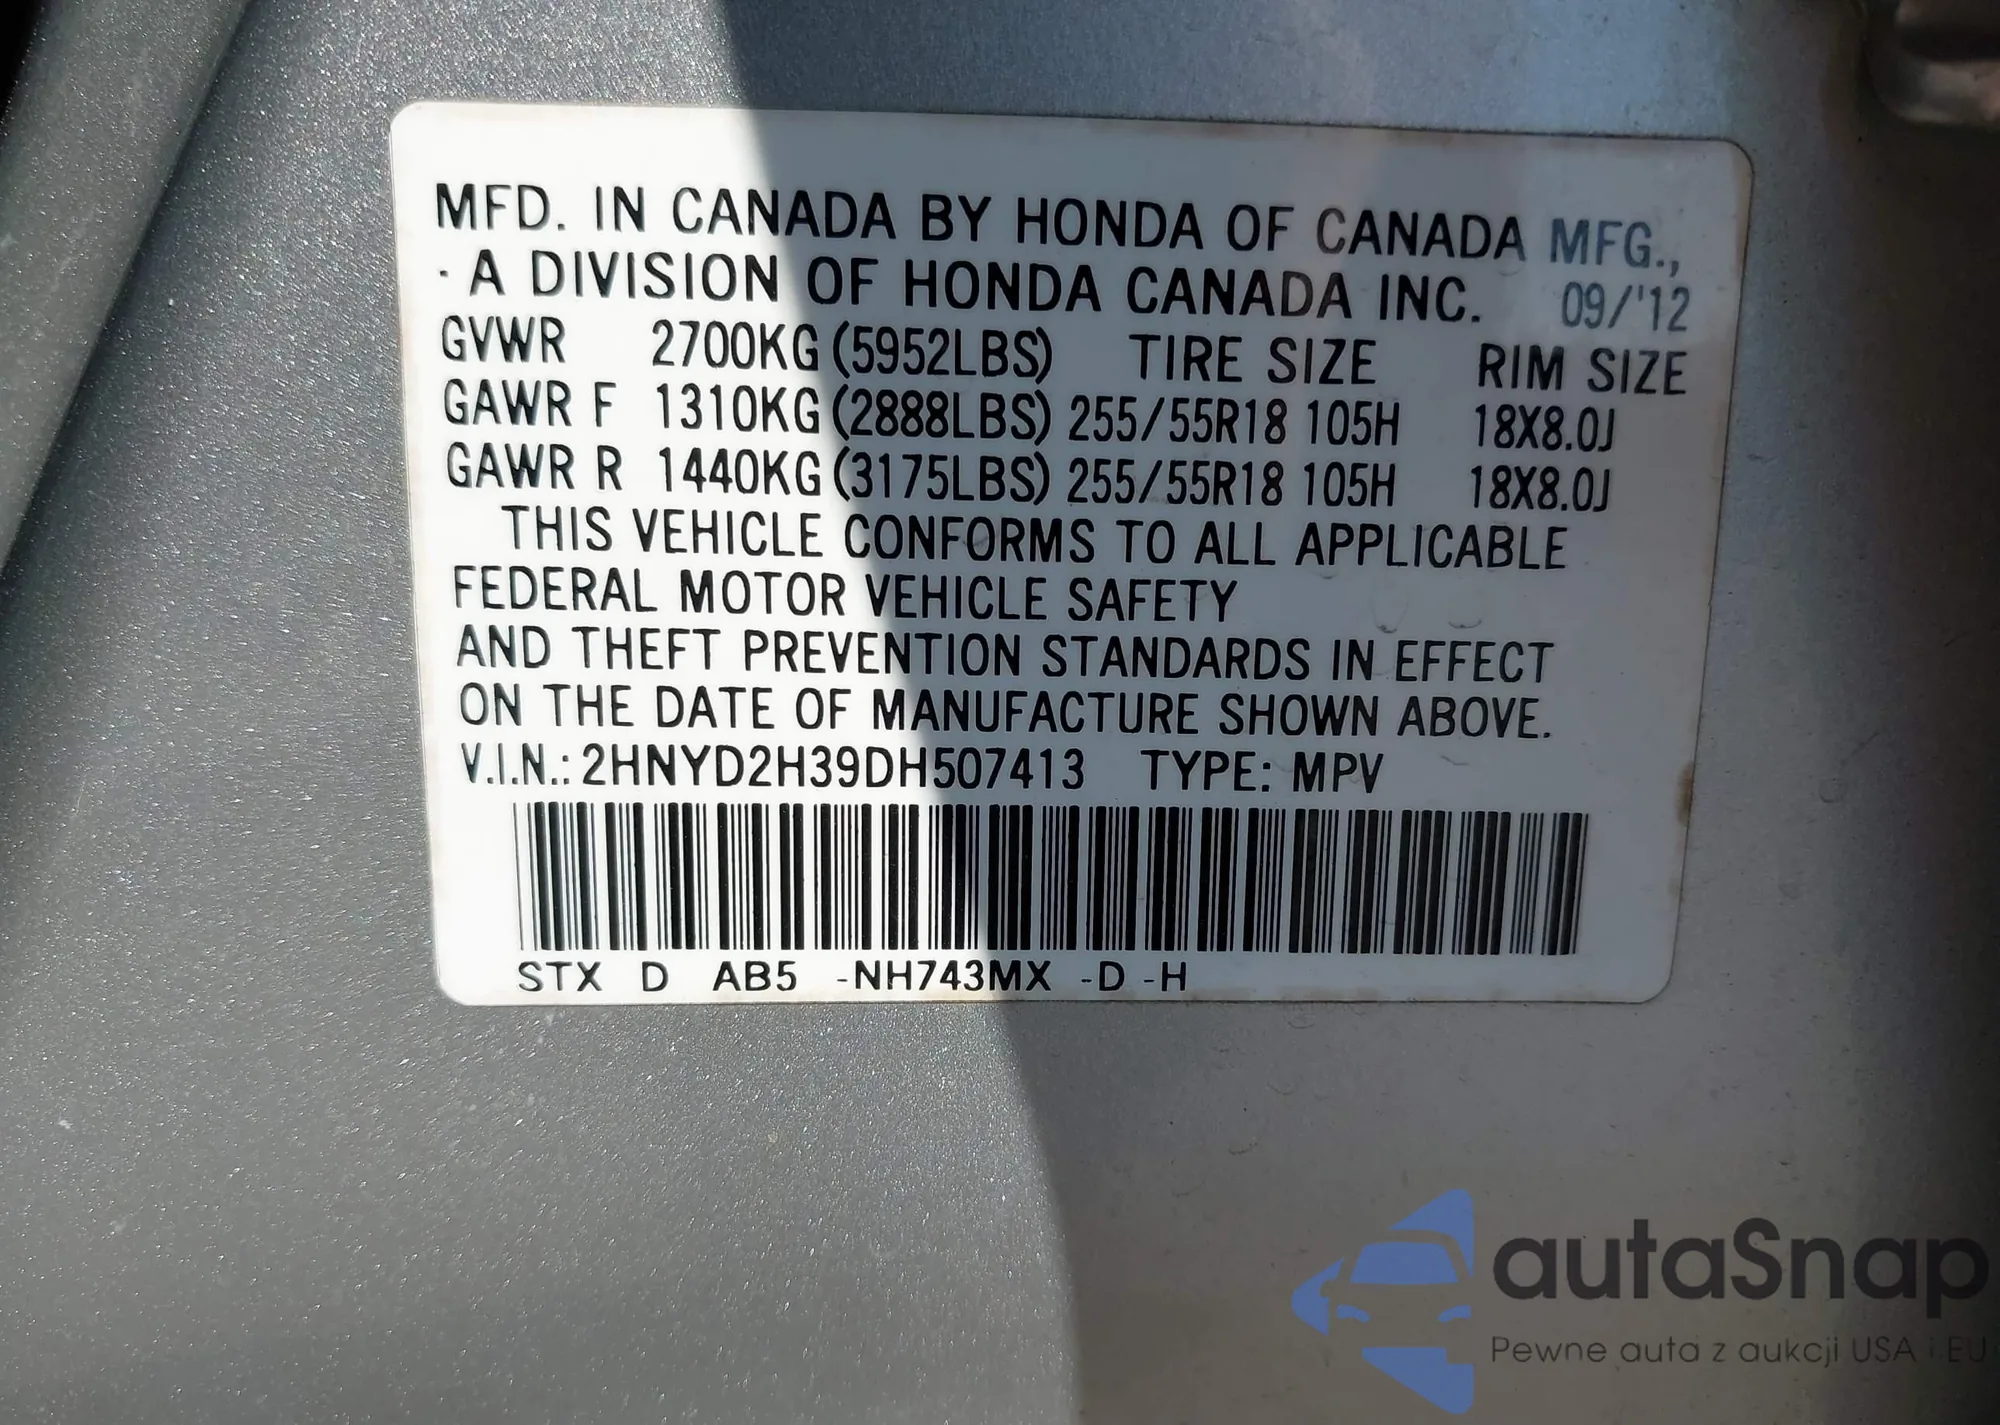 MFD. IN CANADA BY HONDA OF CANADA MFG.,
· A DIVISION OF HONDA CANADA INC. 09/'12
GVWR 2700KG (5952LBS) TIRE SIZE RIM SIZE
GAWR F 1310KG (2888LBS) 255/55R18 105H 18X8.0J
GAWR R 1440KG (3175LBS) 255/55R18 105H 18X8.0J
THIS VEHICLE CONFORMS TO ALL APPLICABLE
FEDERAL MOTOR VEHICLE SAFETY
AND THEFT PREVENTION STANDARDS IN EFFECT
ON THE DATE OF MANUFACTURE SHOWN ABOVE.
V.I.N.: 2HNYD2H39DH507413 TYPE: MPV
STX D AB5 -NH743MX -D -H
autaSnap
Pewne auta z aukcji USA i EU